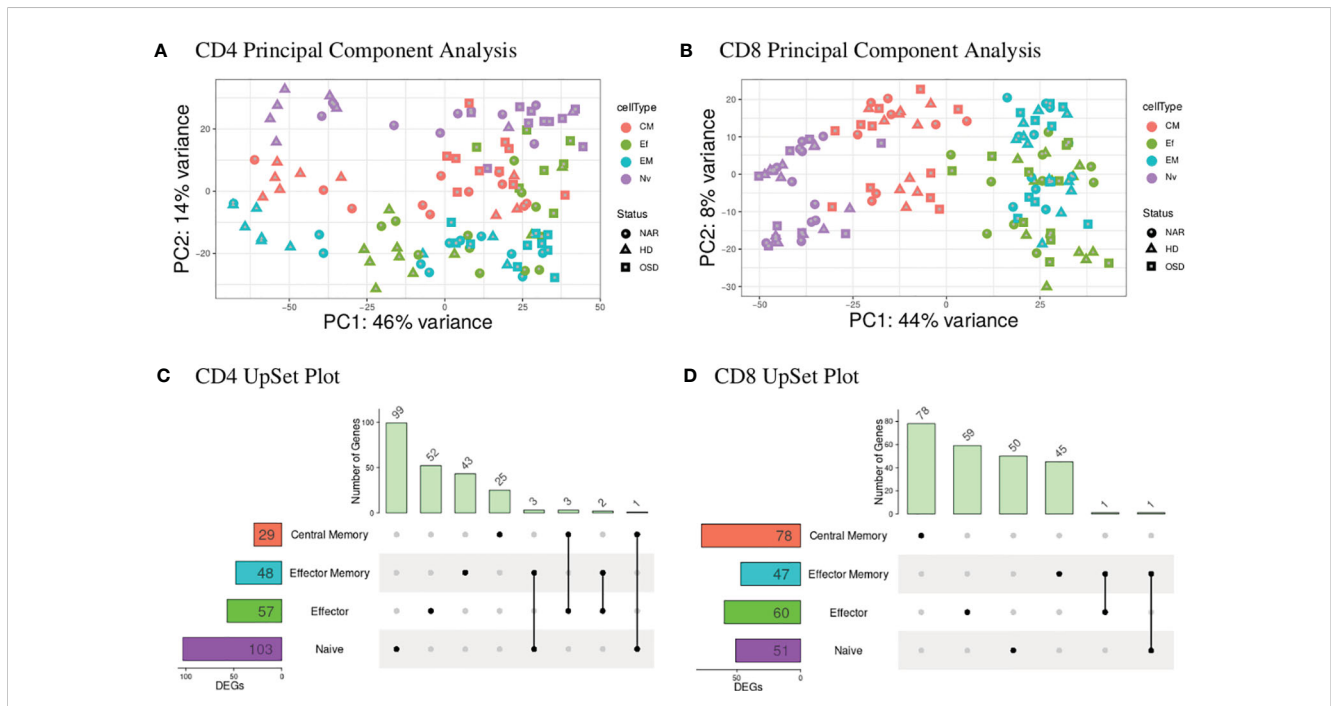 A CD4 Principal Component Analysis
B CD8 Principal Component Analysis
PC2: 14% variance
20
0
−20
−50
−25
0
25
50
PC1: 46% variance
cellType
CM
Ef
EM
Nv
Status
NAR
HD
OSD
PC2: 8% variance
20
10
0
−10
−20
−30
−50
−25
0
25
PC1: 44% variance
cellType
CM
Ef
EM
Nv
Status
NAR
HD
OSD
C CD4 UpSet Plot
D CD8 UpSet Plot
Number of Genes
100
50
0
99
52
43
25
3
3
2
1
29 Central Memory
48 Effector Memory
57 Effector
103 Naive
100 50 0
DEGs
Number of Genes
80
60
40
20
0
78
59
50
45
1
1
78 Central Memory
47 Effector Memory
60 Effector
51 Naive
50 0
DEGs